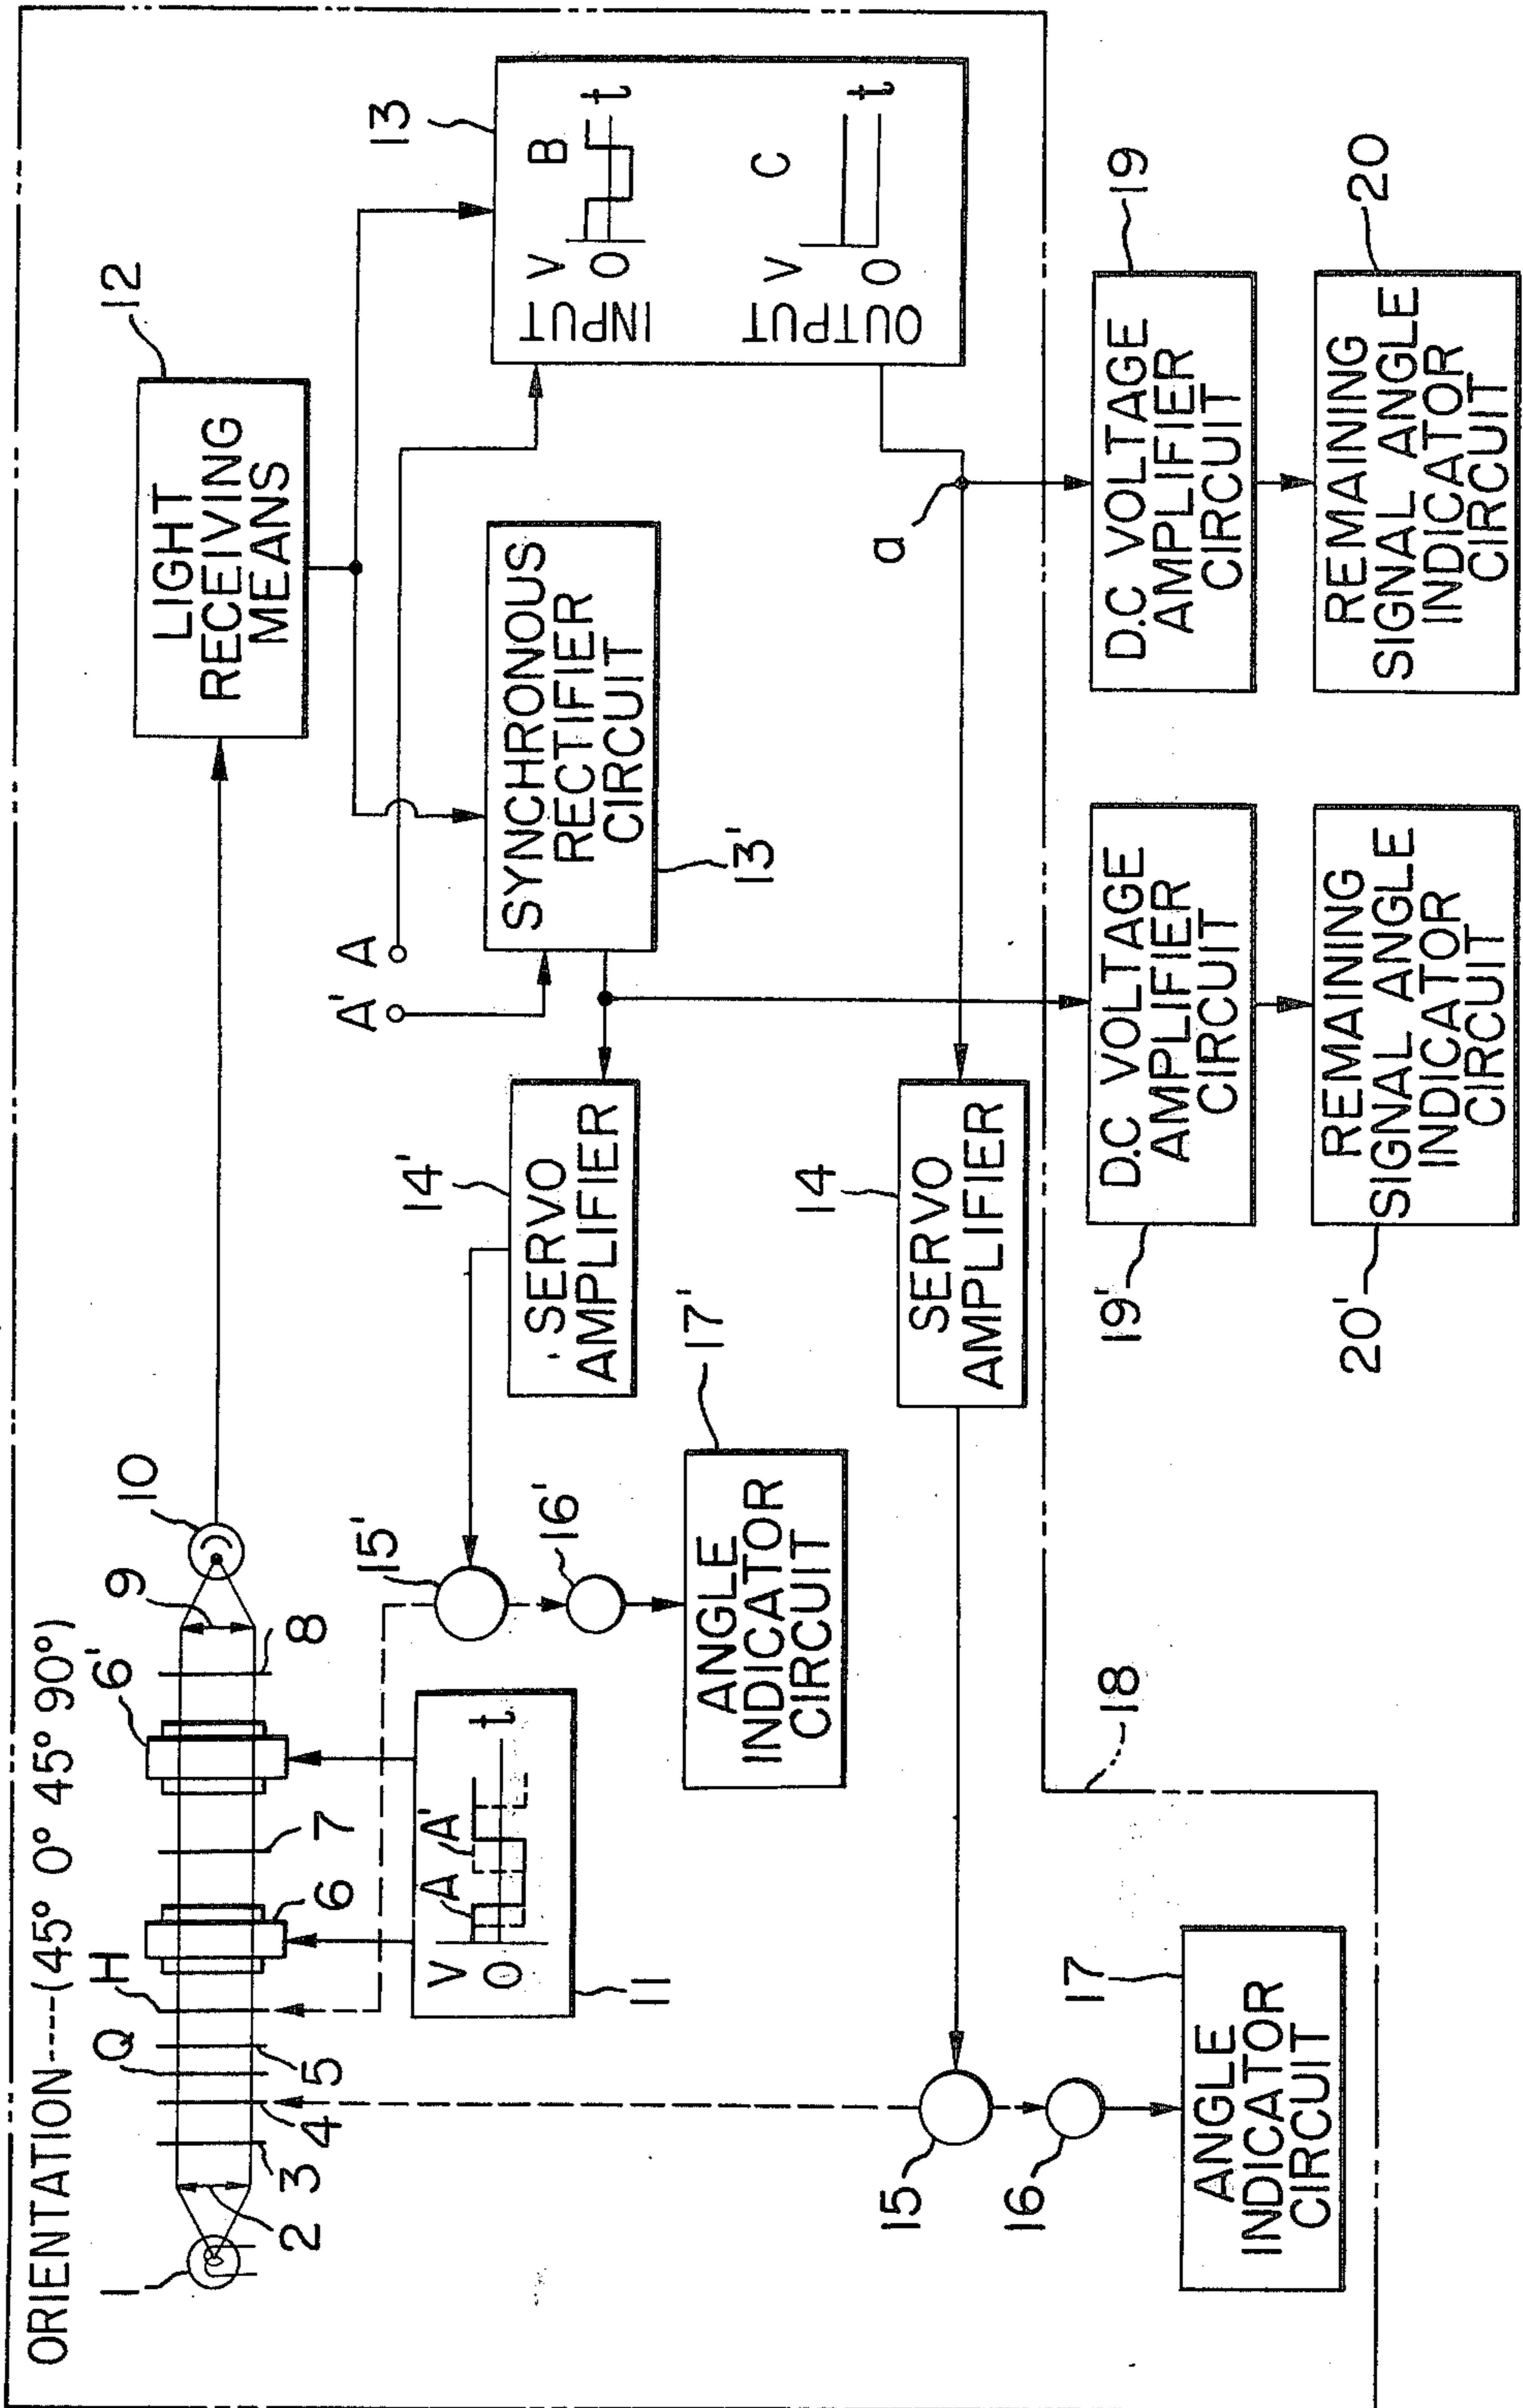 ORIENTATION----(45° 0° 45° 90°)
1
2
3
4
Q
5
H
6
7
6'
8
9
10
12
LIGHT
RECEIVING
MEANS
V
0
A
A'
t
11
15'
16'
17'
ANGLE
INDICATOR
CIRCUIT
14'
SERVO
AMPLIFIER
A'
A
SYNCHRONOUS
RECTIFIER
CIRCUIT
13'
13
INPUT
V
0
B
t
OUTPUT
V
0
C
t
a
14
SERVO
AMPLIFIER
15
16
17
ANGLE
INDICATOR
CIRCUIT
18
19'
D.C VOLTAGE
AMPLIFIER
CIRCUIT
20'
REMAINING
SIGNAL ANGLE
INDICATOR
CIRCUIT
19
D.C VOLTAGE
AMPLIFIER
CIRCUIT
20
REMAINING
SIGNAL ANGLE
INDICATOR
CIRCUIT